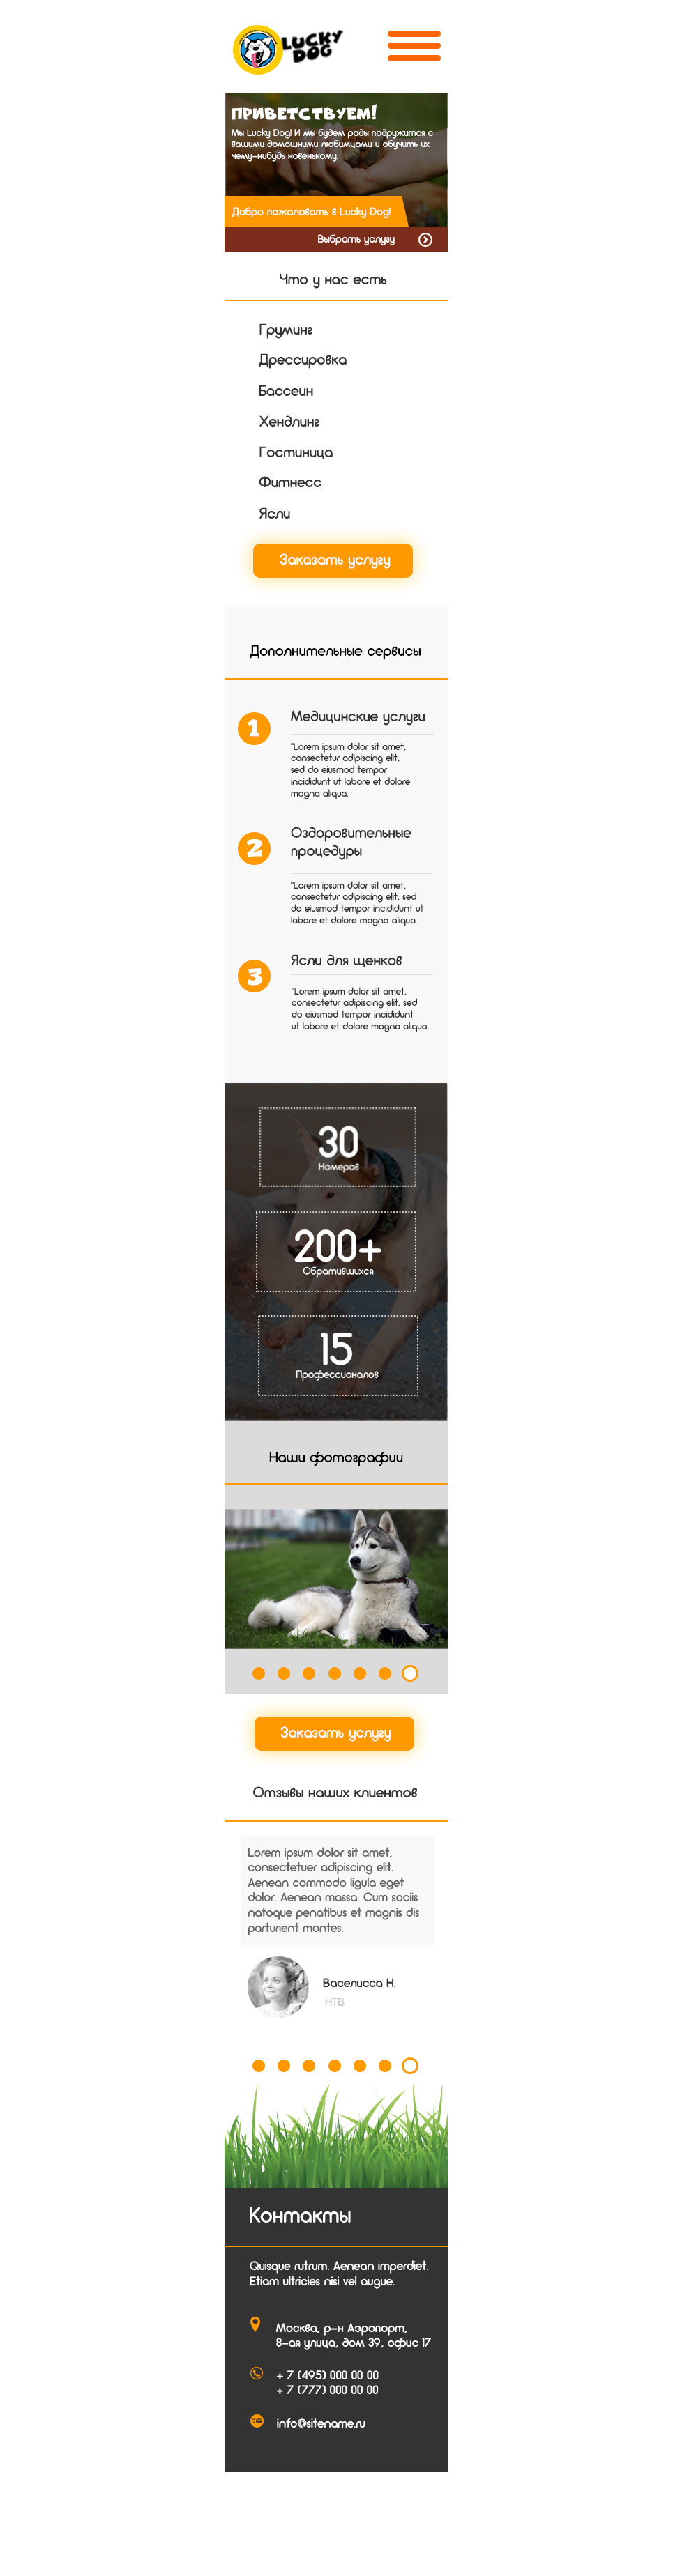 LUCKY
DOG
ПРИВЕТСТВУЕМ!
Мы Lucky Dog! И мы будем рады подружится с
вашими домашними любимцами и обучить их
чему-нибудь новенькому.
Добро пожаловать в Lucky Dog!
Выбрать услугу
Что у нас есть
Груминг
Дрессировка
Бассеин
Хендлинг
Гостиница
Фитнесс
Ясли
Заказать услугу
Дополнительные сервисы
1
Медицинские услуги
"Lorem ipsum dolor sit amet,
consectetur adipiscing elit,
sed do eiusmod tempor
incididunt ut labore et dolore
magna aliqua.
2
Оздоровительные
процедуры
"Lorem ipsum dolor sit amet,
consectetur adipiscing elit, sed
do eiusmod tempor incididunt ut
labore et dolore magna aliqua.
3
Ясли для щенков
"Lorem ipsum dolor sit amet,
consectetur adipiscing elit, sed
do eiusmod tempor incididunt
ut labore et dolore magna aliqua.
30
Номеров
200+
Обратившихся
15
Профессионалов
Наши фотографии
Заказать услугу
Отзывы наших клиентов
Lorem ipsum dolor sit amet,
consectetuer adipiscing elit.
Aenean commodo ligula eget
dolor. Aenean massa. Cum sociis
natoque penatibus et magnis dis
parturient montes.
Васелисса Н.
НТВ
Контакты
Quisque rutrum. Aenean imperdiet.
Etiam ultricies nisi vel augue.
Москва, р-н Аэропорт,
8-ая улица, дом 39, офис 17
+ 7 (495) 000 00 00
+ 7 (777) 000 00 00
info@sitename.ru